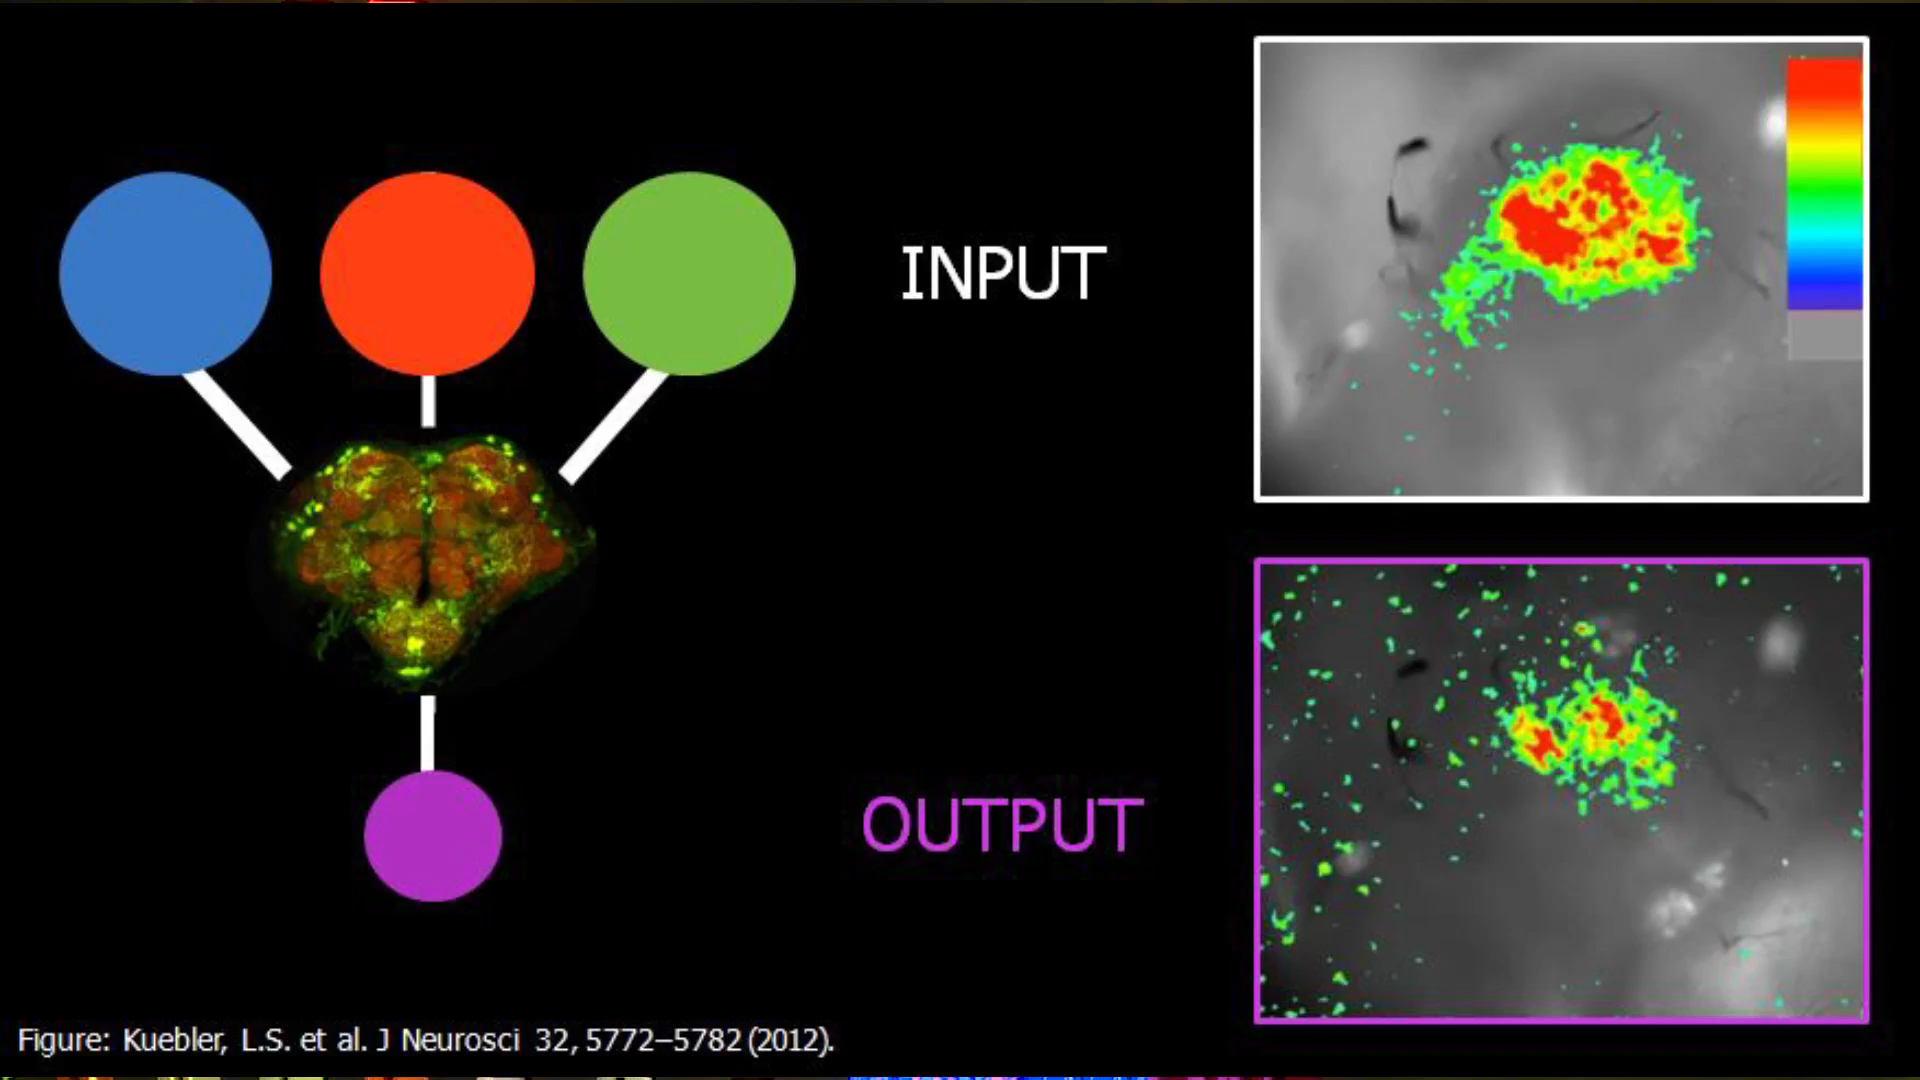 INPUT
OUTPUT
Figure: Kuebler, L.S. et al. J Neurosci 32, 5772–5782 (2012).